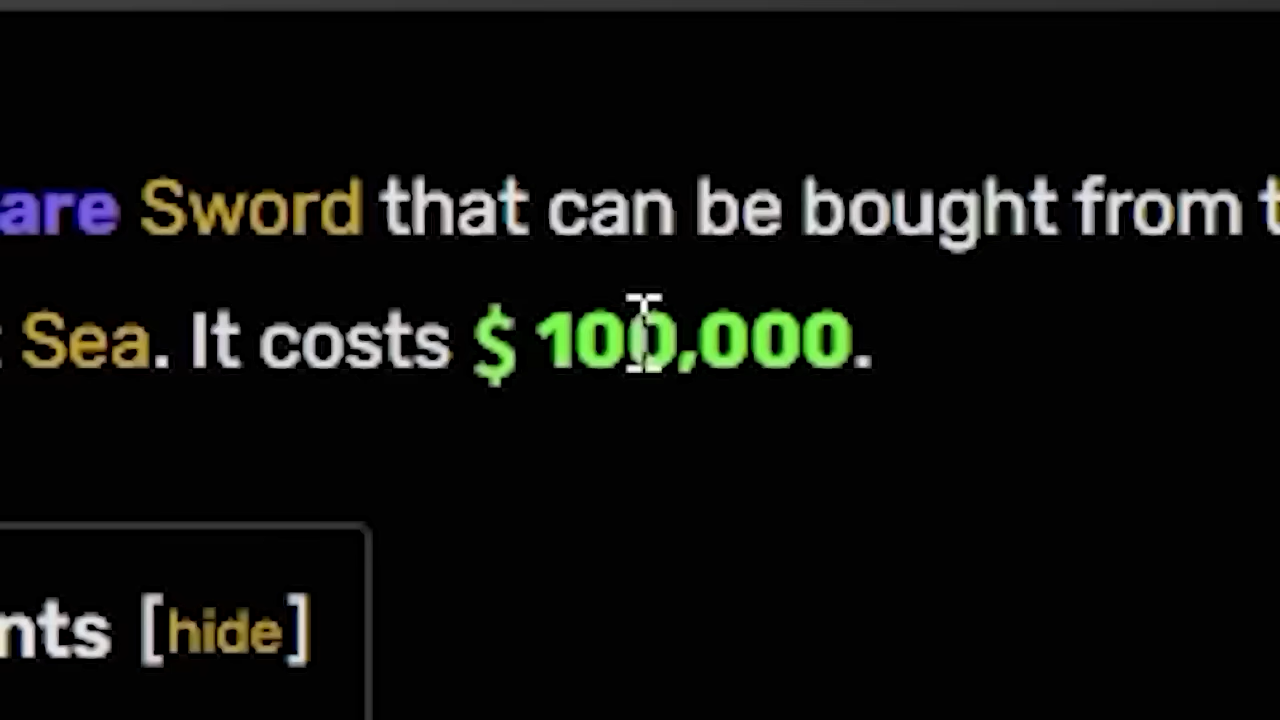 are Sword that can be bought from t
Sea. It costs $ 100,000.
nts [hide]